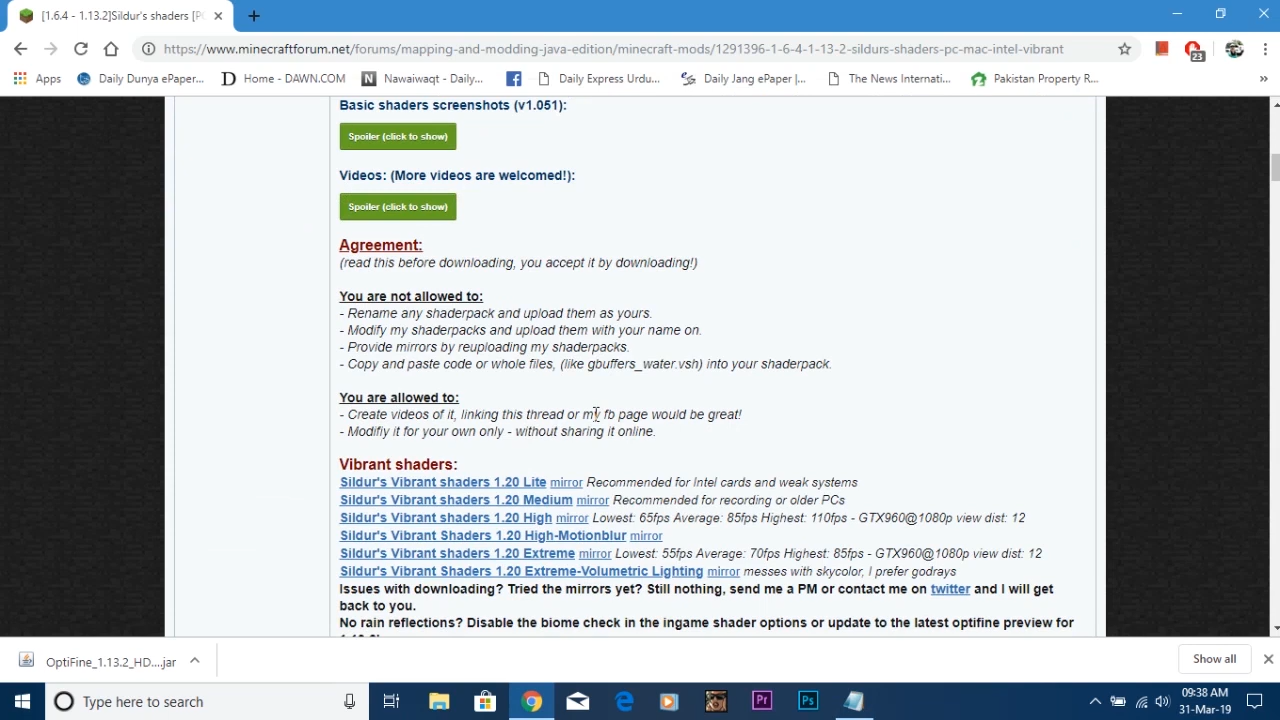 [1.6.4 - 1.13.2]Sildur's shaders [PC
https://www.minecraftforum.net/forums/mapping-and-modding-java-edition/minecraft-mods/1291396-1-6-4-1-13-2-sildurs-shaders-pc-mac-intel-vibrant
23
Apps Daily Dunya ePaper... Home - DAWN.COM Nawaiwaqt - Daily... Daily Express Urdu... Daily Jang ePaper |... The News Internati... Pakistan Property R... »
Basic shaders screenshots (v1.051):
Spoiler (click to show)
Videos: (More videos are welcomed!):
Spoiler (click to show)
Agreement:
(read this before downloading, you accept it by downloading!)
You are not allowed to:
- Rename any shaderpack and upload them as yours.
- Modify my shaderpacks and upload them with your name on.
- Provide mirrors by reuploading my shaderpacks.
- Copy and paste code or whole files, (like gbuffers_water.vsh) into your shaderpack.
You are allowed to:
- Create videos of it, linking this thread or my fb page would be great!
- Modifiy it for your own only - without sharing it online.
Vibrant shaders:
Sildur's Vibrant shaders 1.20 Lite mirror Recommended for Intel cards and weak systems
Sildur's Vibrant shaders 1.20 Medium mirror Recommended for recording or older PCs
Sildur's Vibrant shaders 1.20 High mirror Lowest: 65fps Average: 85fps Highest: 110fps - GTX960@1080p view dist: 12
Sildur's Vibrant Shaders 1.20 High-Motionblur mirror
Sildur's Vibrant shaders 1.20 Extreme mirror Lowest: 55fps Average: 70fps Highest: 85fps - GTX960@1080p view dist: 12
Sildur's Vibrant Shaders 1.20 Extreme-Volumetric Lighting mirror messes with skycolor, I prefer godrays
Issues with downloading? Tried the mirrors yet? Still nothing, send me a PM or contact me on twitter and I will get
back to you.
No rain reflections? Disable the biome check in the ingame shader options or update to the latest optifine preview for
OptiFine_1.13.2_HD....jar
Show all
Type here to search
Pr
Ps
09:38 AM
31-Mar-19